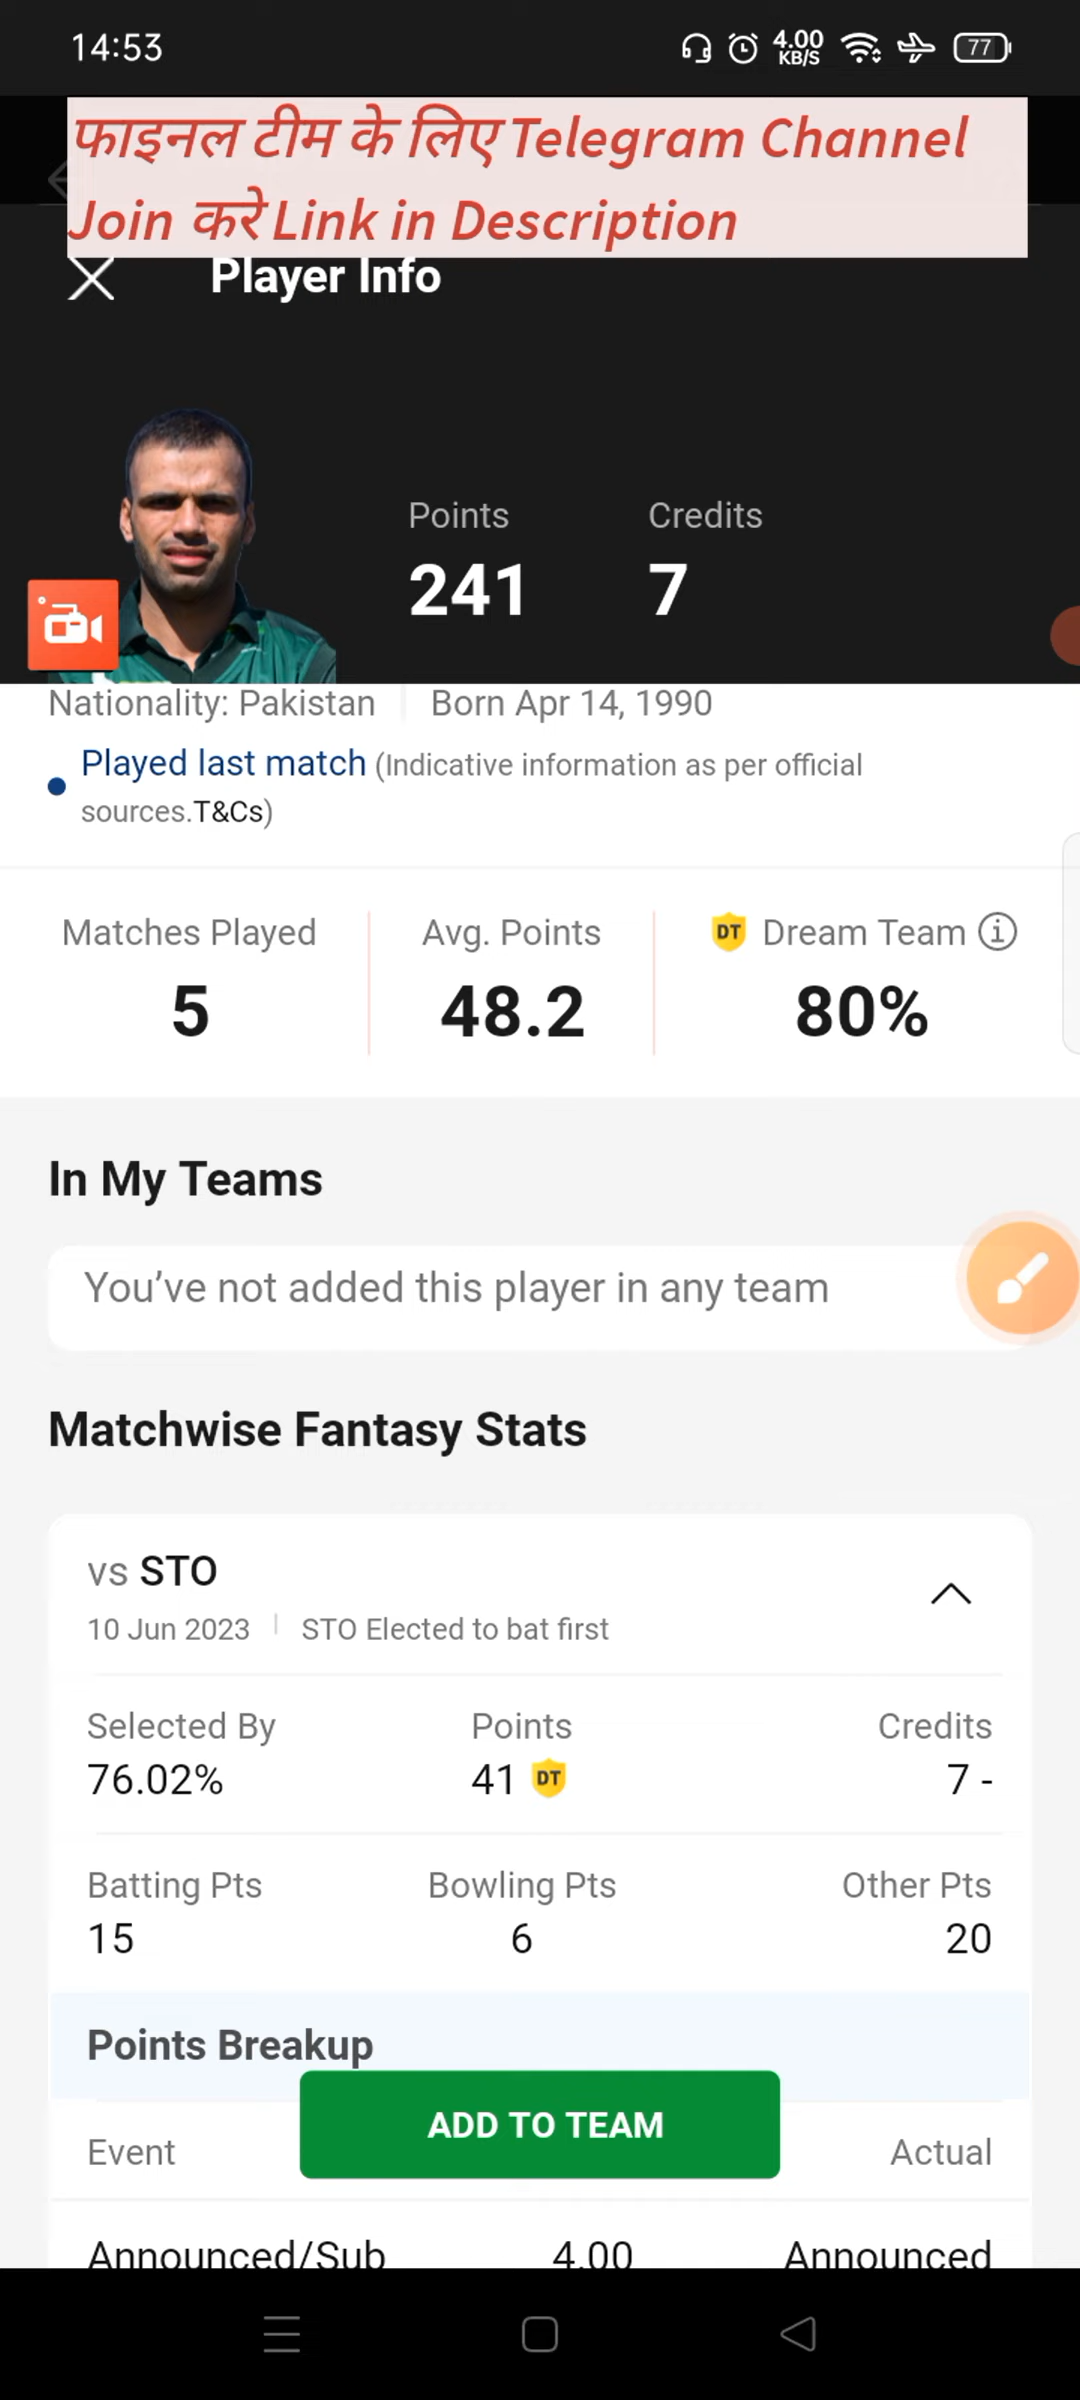 14:53
4.00
KB/S
77
फाइनल टीम के लिए Telegram Channel
Join करे Link in Description
Player Info
Points
Credits
241
7
Nationality: Pakistan
Born Apr 14, 1990
Played last match (Indicative information as per official
sources.T&Cs)
Matches Played
Avg. Points
DT Dream Team
5
48.2
80%
In My Teams
You've not added this player in any team
Matchwise Fantasy Stats
vs STO
10 Jun 2023
STO Elected to bat first
Selected By
Points
Credits
76.02%
41 DT
7 -
Batting Pts
Bowling Pts
Other Pts
15
6
20
Points Breakup
ADD TO TEAM
Event
Actual
Announced/Sub
4.00
Announced